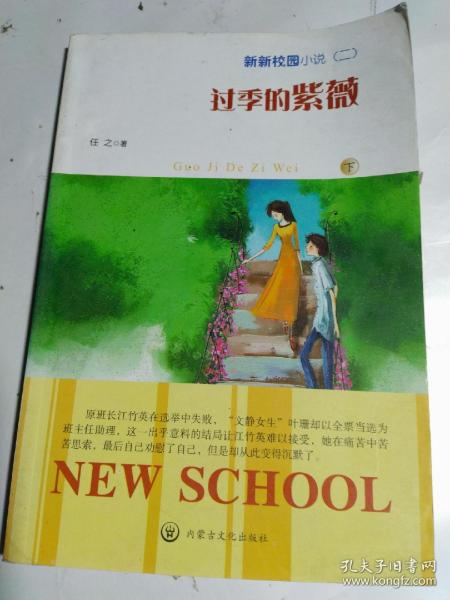 新新校园小说(二)
过季的紫薇
任 之◎著
Guo Ji De Zi Wei
下
原班长江竹英在选举中失败，“文静女生”叶珊却以全票当选为
班主任助理，这一出乎意料的结局让江竹英难以接受，她在痛苦中苦
苦思索，最后自己劝慰了自己，但是却从此变得沉默了。
NEW SCHOOL
内蒙古文化出版社
孔夫子旧书网
www.kongfz.com